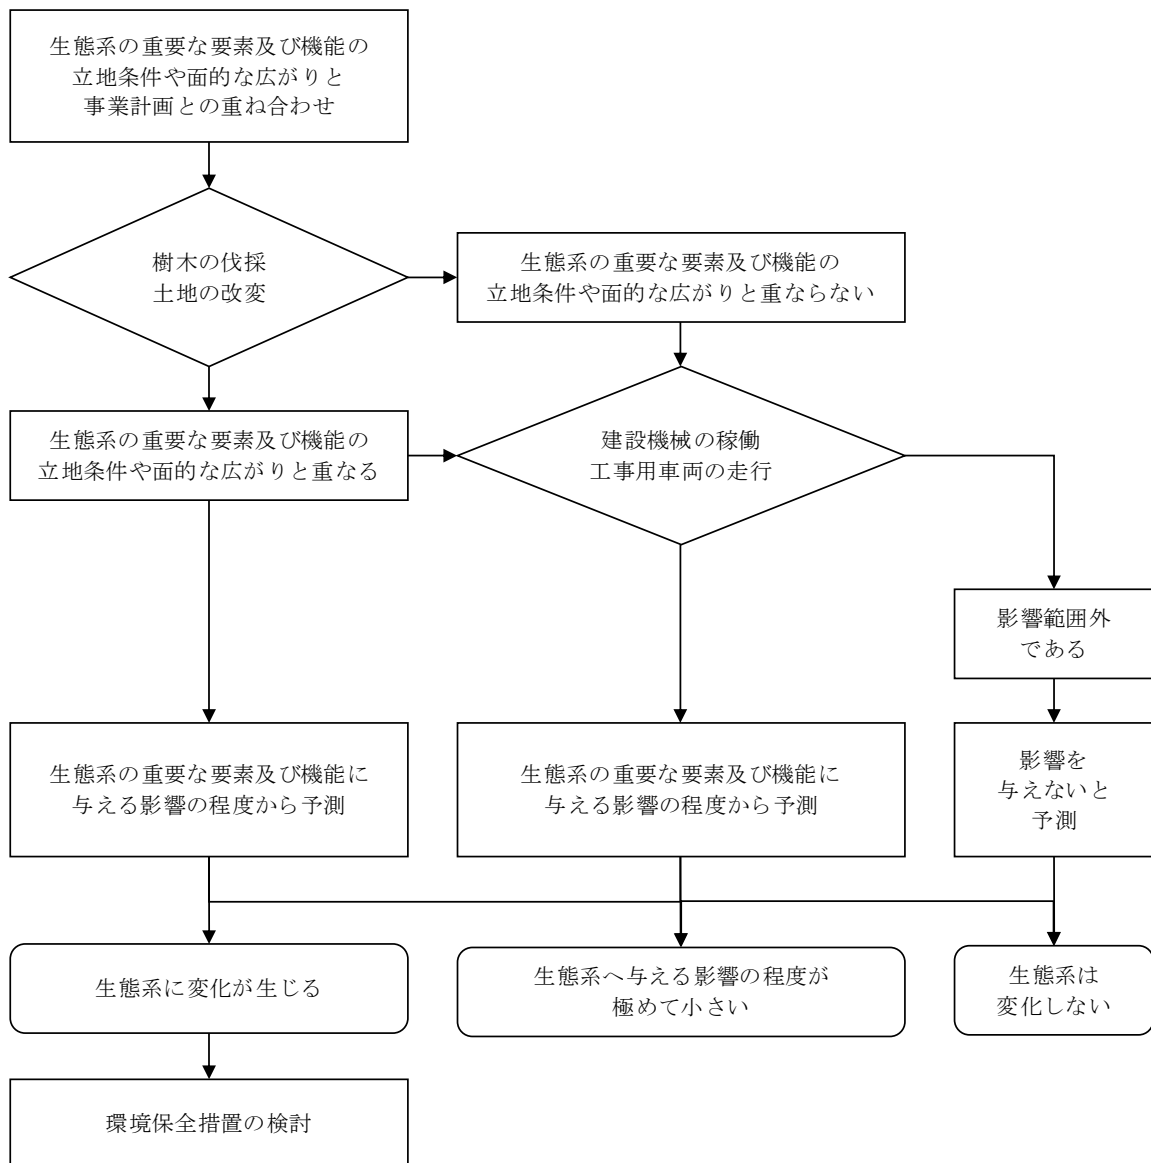 生態系の重要な要素及び機能の
立地条件や面的な広がりと
事業計画との重ね合わせ
樹木の伐採
土地の改変
生態系の重要な要素及び機能の
立地条件や面的な広がりと重ならない
生態系の重要な要素及び機能の
立地条件や面的な広がりと重なる
建設機械の稼働
工事用車両の走行
影響範囲外
である
生態系の重要な要素及び機能に
与える影響の程度から予測
生態系の重要な要素及び機能に
与える影響の程度から予測
影響を
与えないと
予測
生態系に変化が生じる
生態系へ与える影響の程度が
極めて小さい
生態系は
変化しない
環境保全措置の検討